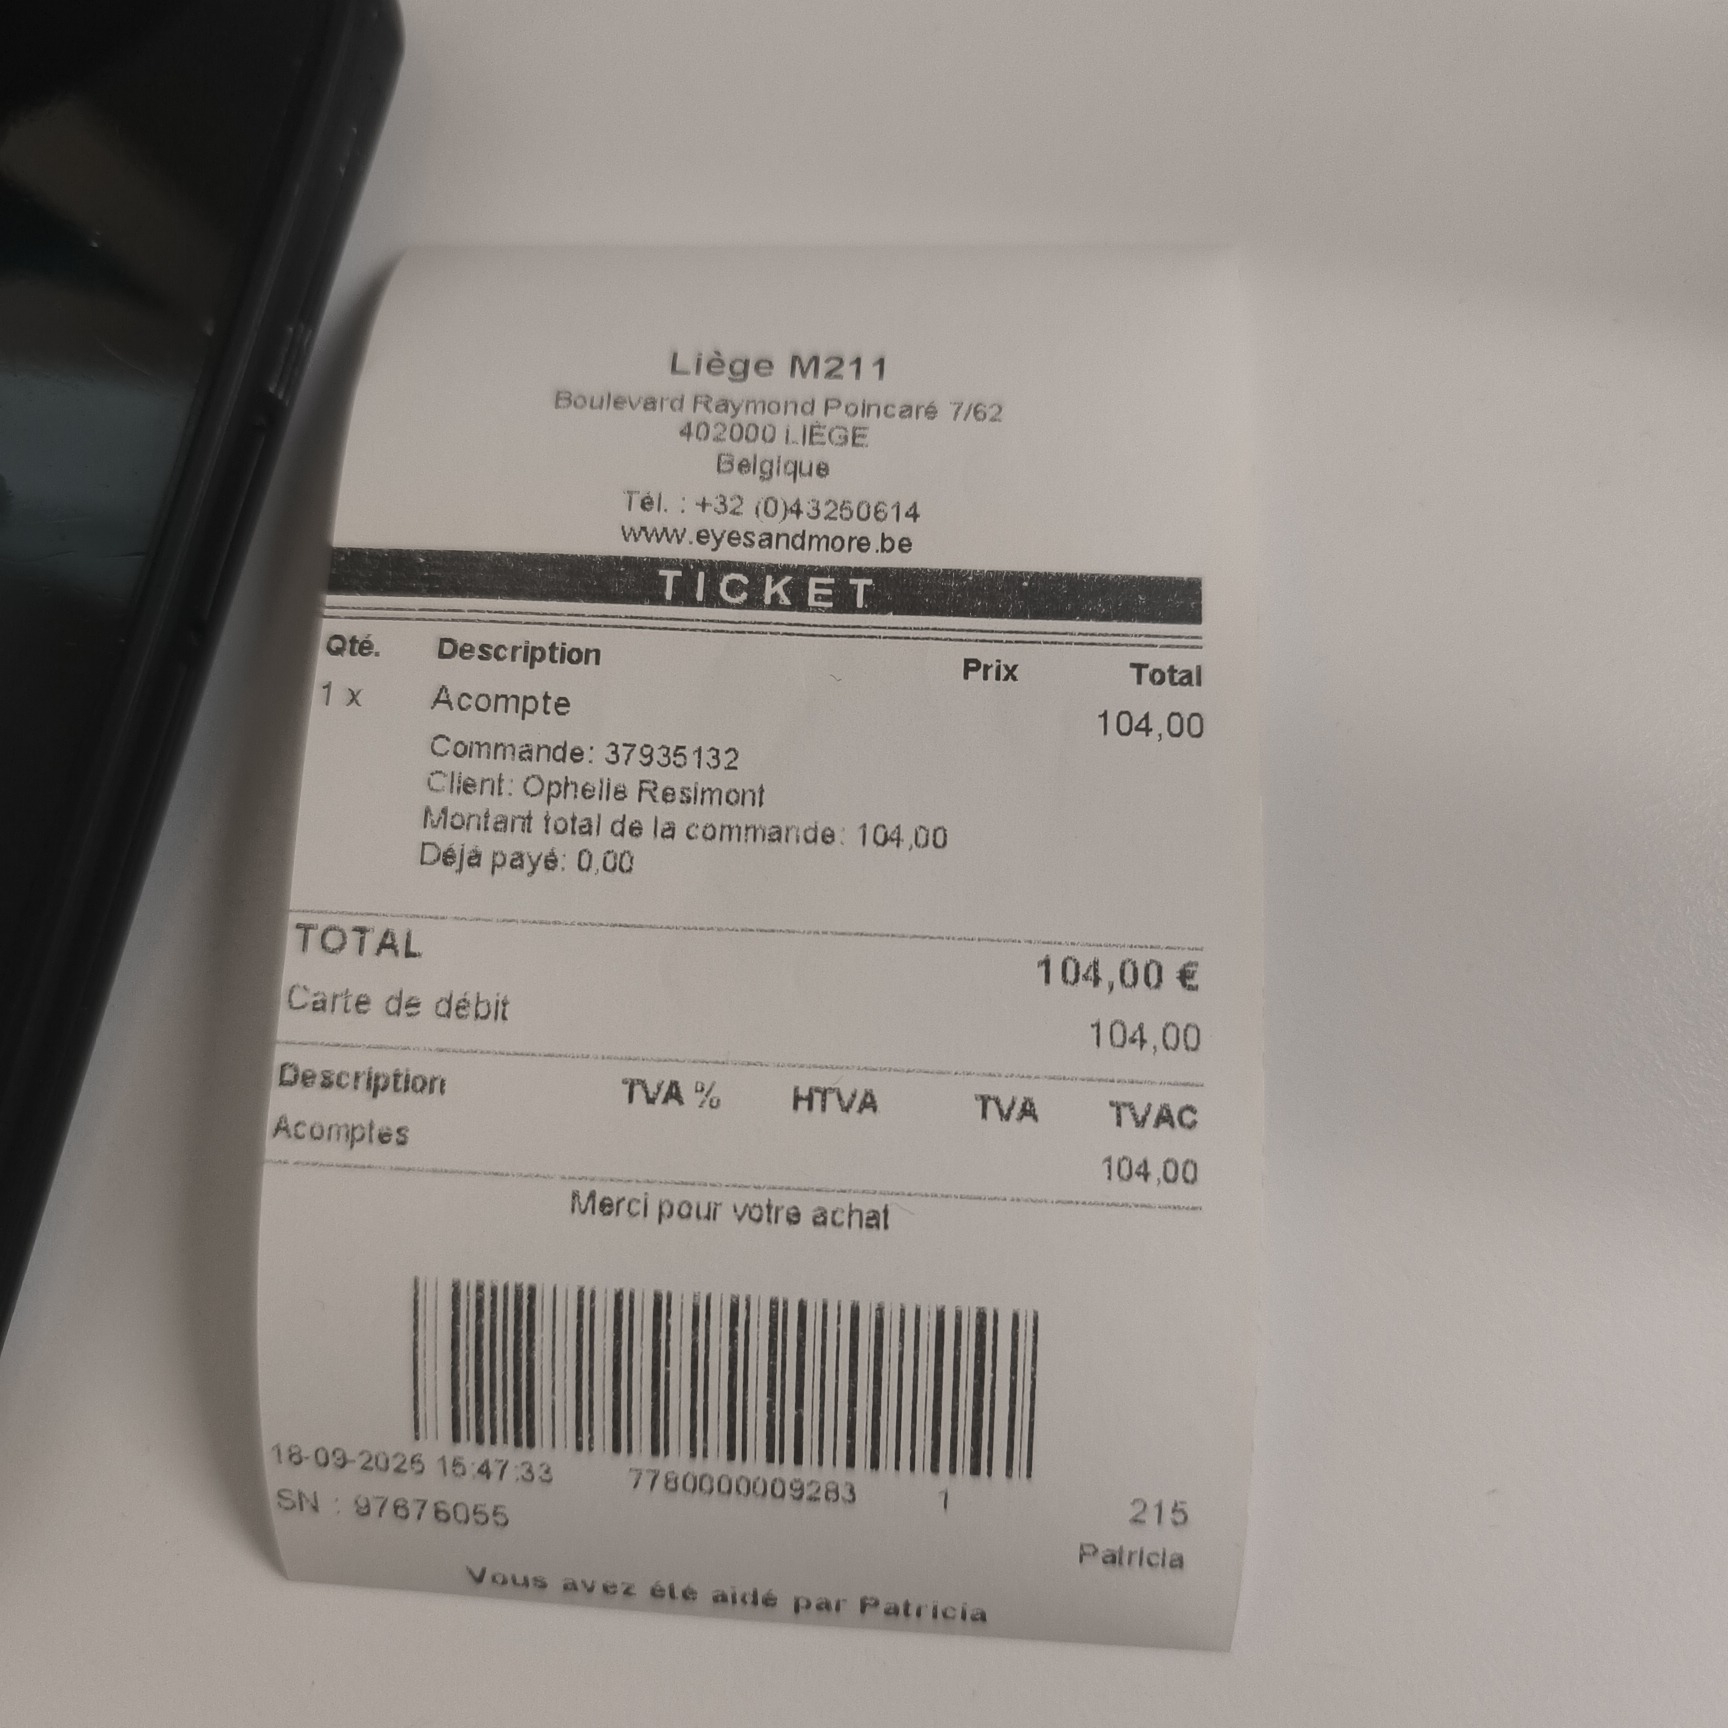 Liège M211
Boulevard Raymond Poincaré 7/62
402000 LIÈGE
Belgique
Tél. : +32 (0)43250614
www.eyesandmore.be
TICKET
Qté. Description Prix Total
1 x Acompte 104,00
Commande: 37935132
Client: Ophelie Resimont
Montant total de la commande: 104,00
Déjà payé: 0,00
TOTAL 104,00 €
Carte de débit 104,00
Description TVA % HTVA TVA TVAC
Acomptes 104,00
Merci pour votre achat
18-09-2025 15:47:33 7780000009283 1 215
SN : 97676055 Patricia
Vous avez été aidé par Patricia